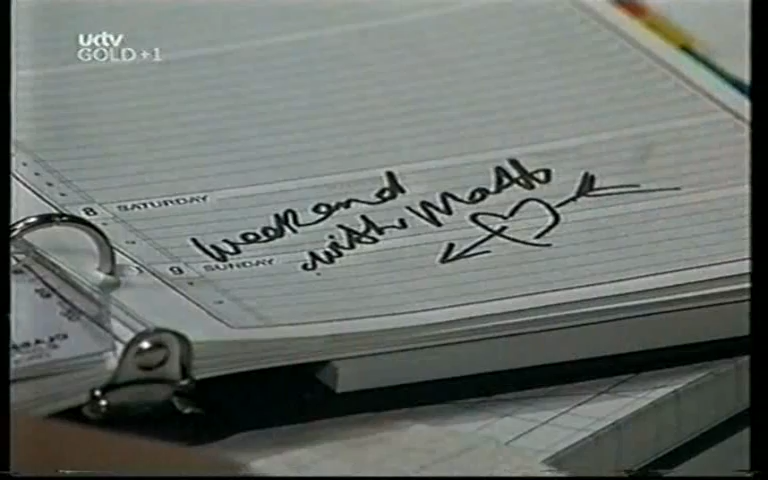 uktv
GOLD+1
8 SATURDAY
Weekend
with Matt
9 SUNDAY